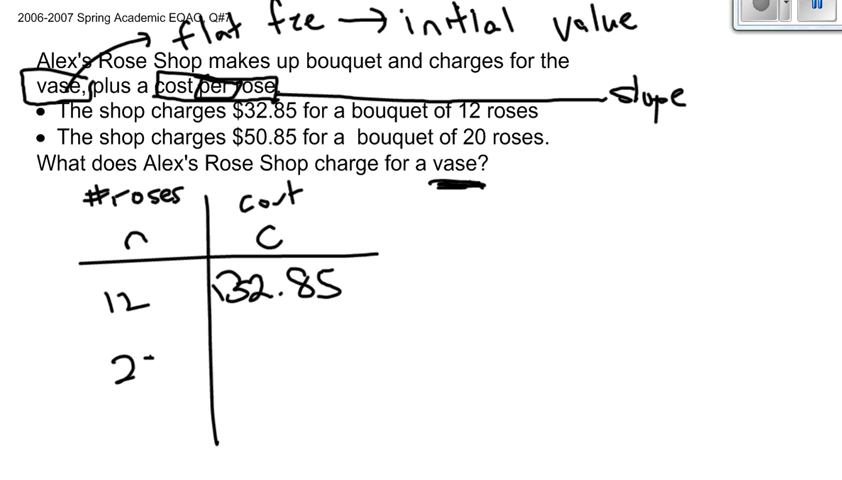 2006-2007 Spring Academic EQAO, Q#7
flat fee → initial value
Alex's Rose Shop makes up bouquet and charges for the
vase, plus a cost per rose.
slope
• The shop charges $32.85 for a bouquet of 12 roses
• The shop charges $50.85 for a bouquet of 20 roses.
What does Alex's Rose Shop charge for a vase?
#roses cost
n C
12 32.85
2